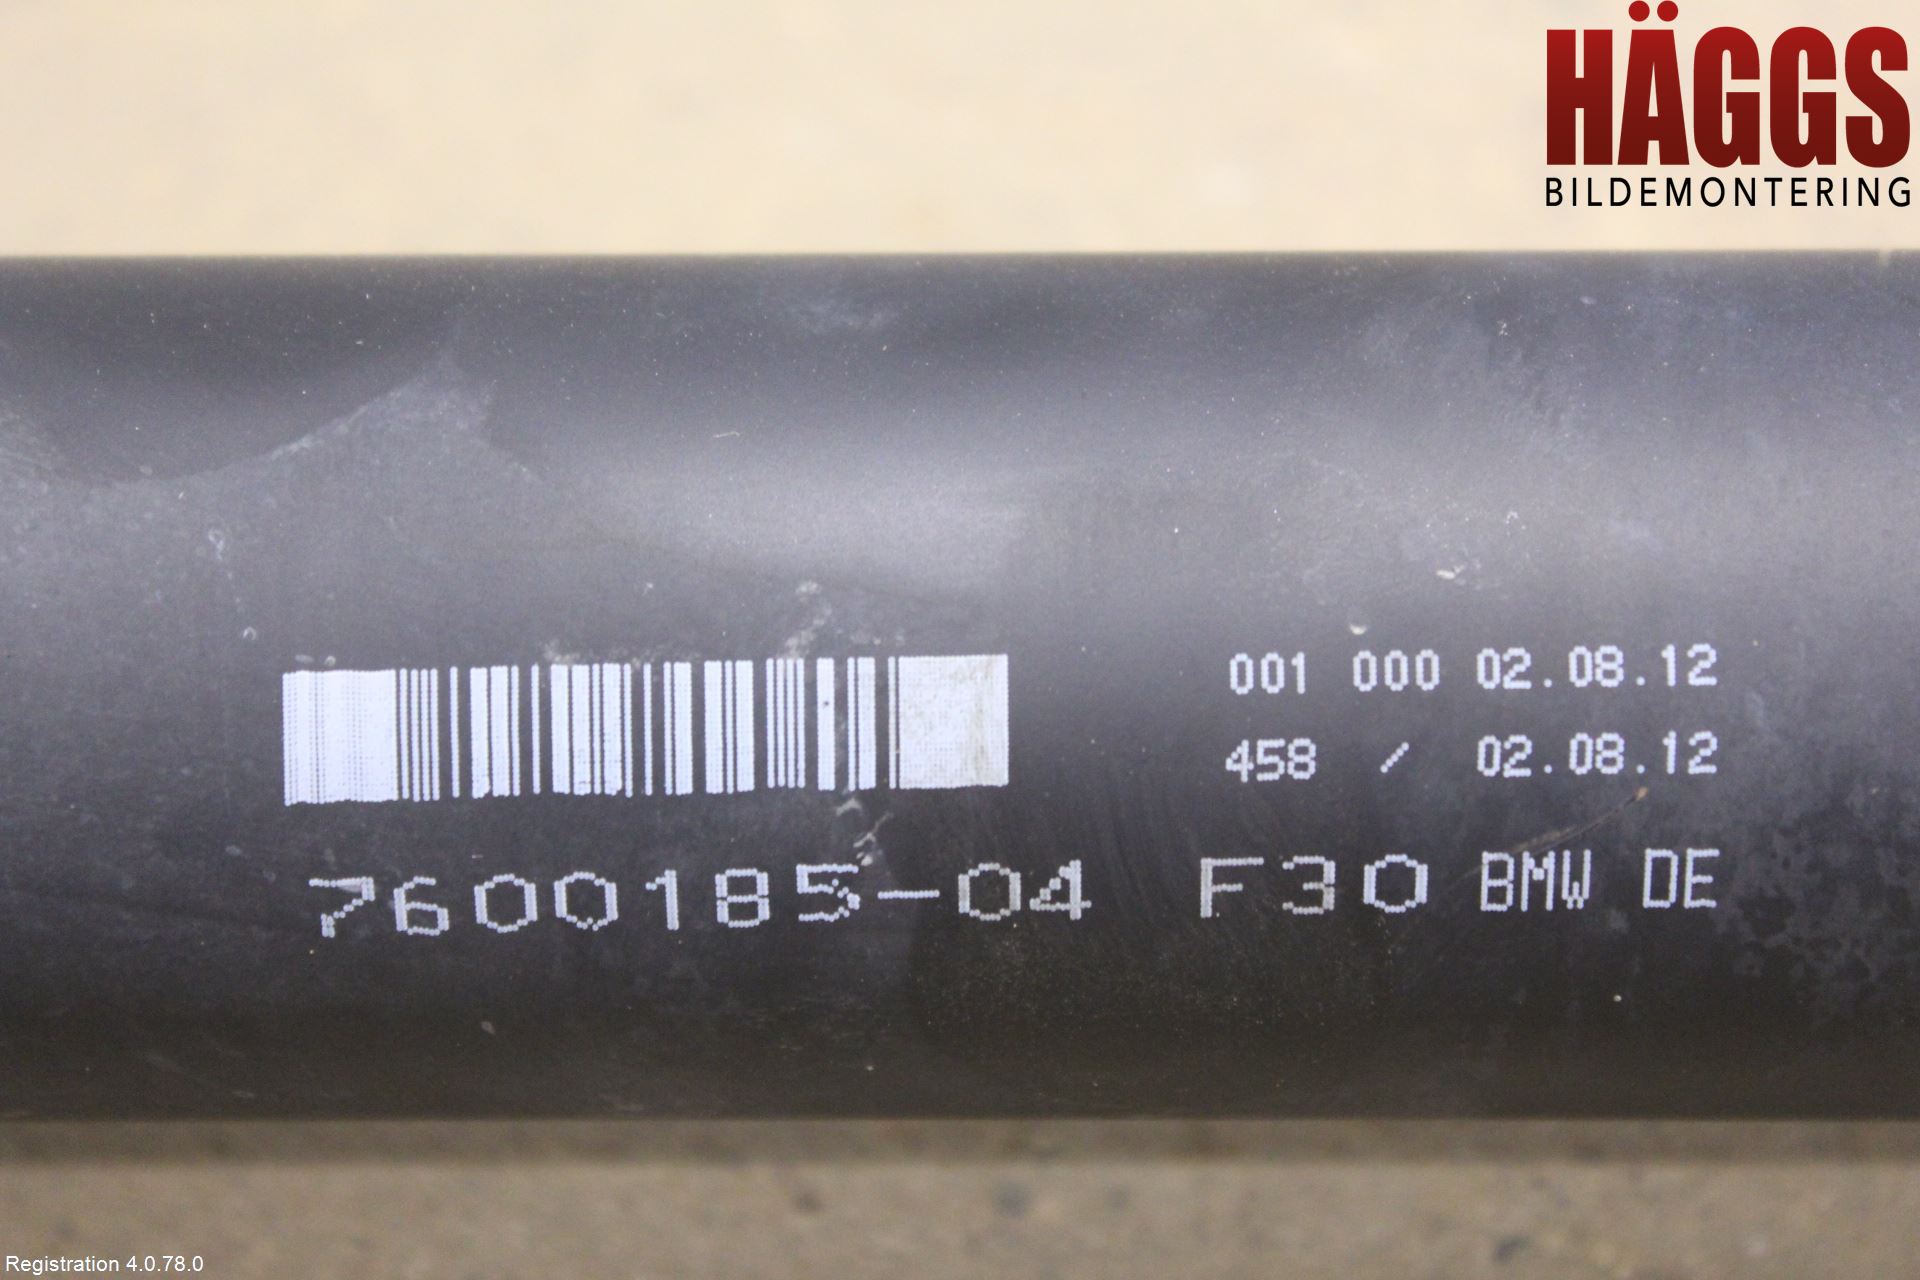 HÄGGS
BILDEMONTERING
001 000 02.08.12
458 / 02.08.12
7600185-04 F30 BMW DE
Registration 4.0.78.0